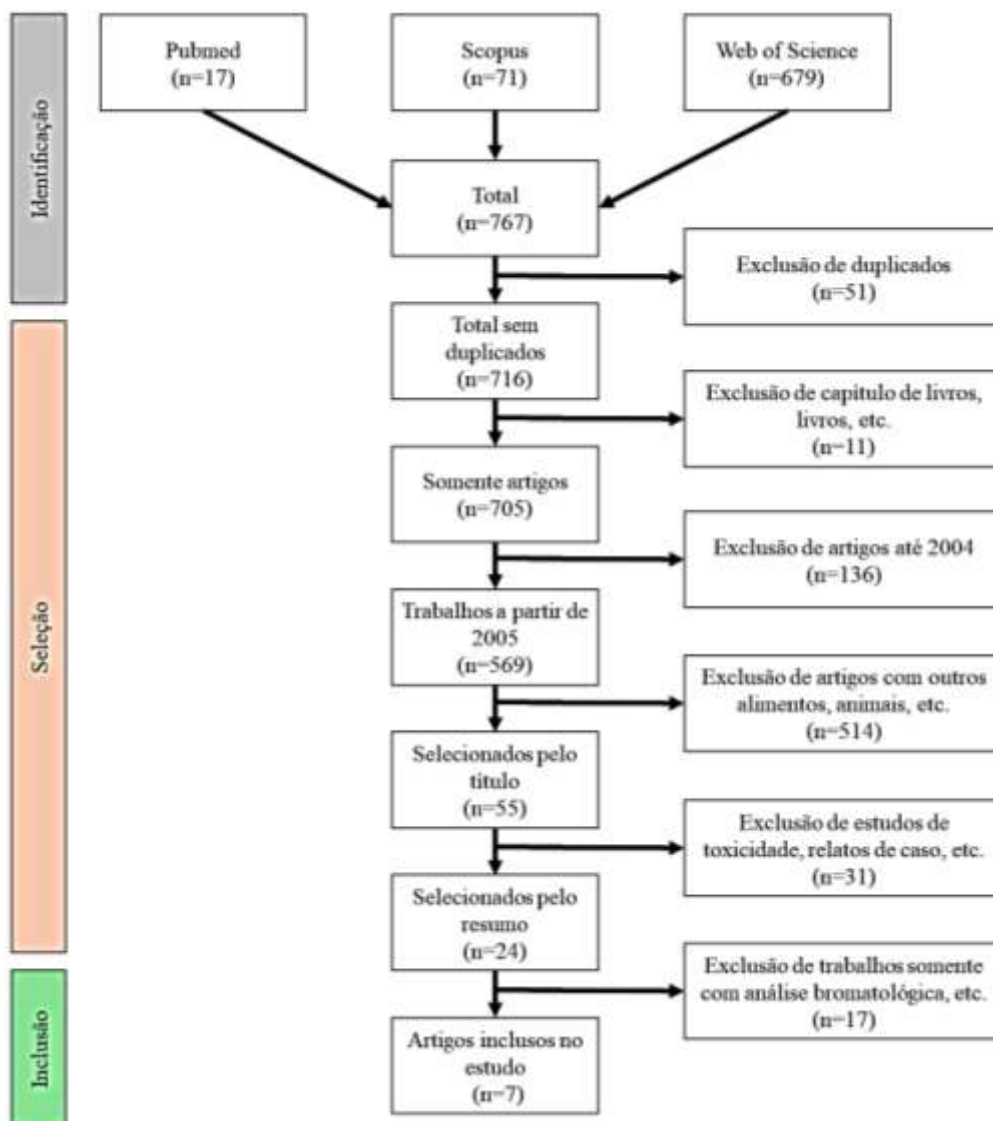 Identificação
Pubmed
(n=17)
Scopus
(n=71)
Web of Science
(n=679)
Total
(n=767)
Exclusão de duplicados
(n=51)
Seleção
Total sem
duplicados
(n=716)
Exclusão de capítulo de livros,
livros, etc.
(n=11)
Somente artigos
(n=705)
Exclusão de artigos até 2004
(n=136)
Trabalhos a partir de
2005
(n=569)
Exclusão de artigos com outros
alimentos, animais, etc.
(n=514)
Selecionados pelo
título
(n=55)
Exclusão de estudos de
toxicidade, relatos de caso, etc.
(n=31)
Selecionados pelo
resumo
(n=24)
Exclusão de trabalhos somente
com análise bromatológica, etc.
(n=17)
Inclusão
Artigos inclusos no
estudo
(n=7)